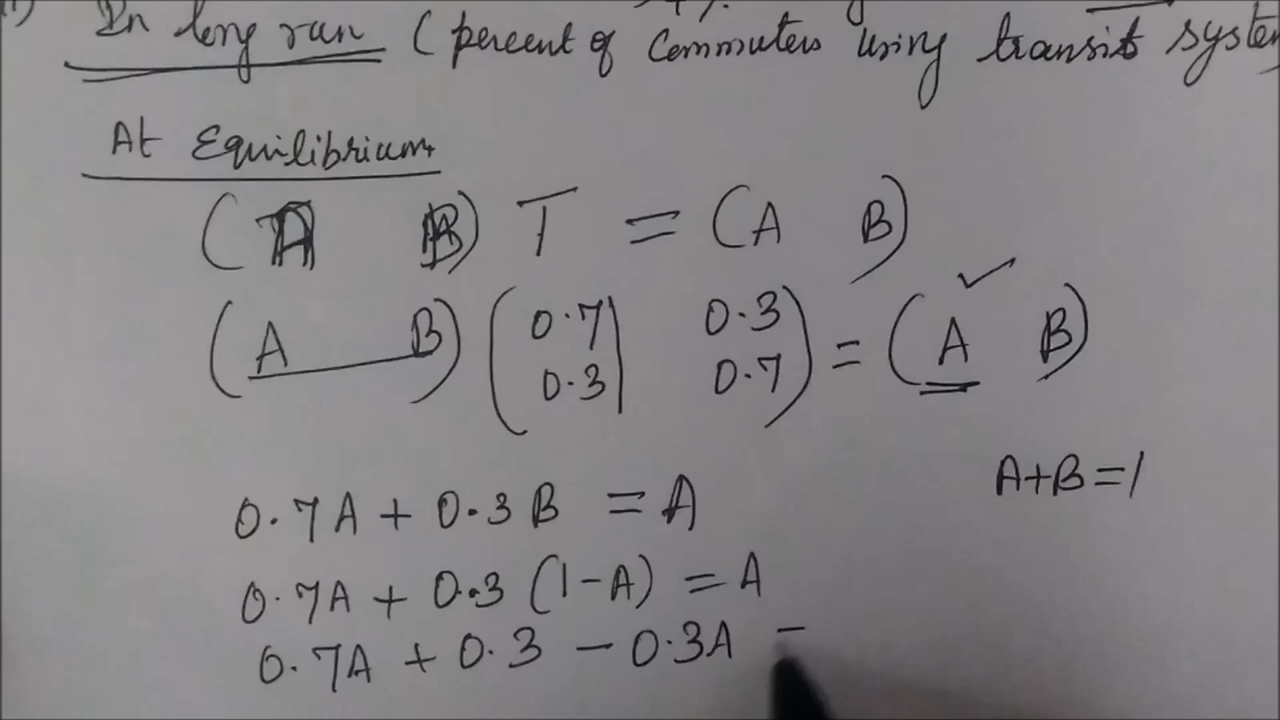 In long run (percent of Commuters using transit system
At Equilibrium
(A B) T = (A B)
(A B) (0.7 0.3 = (A B) ✓
0.3 0.7)
A+B=1
0.7A + 0.3B = A
0.7A + 0.3 (1-A) = A
0.7A + 0.3 - 0.3A -